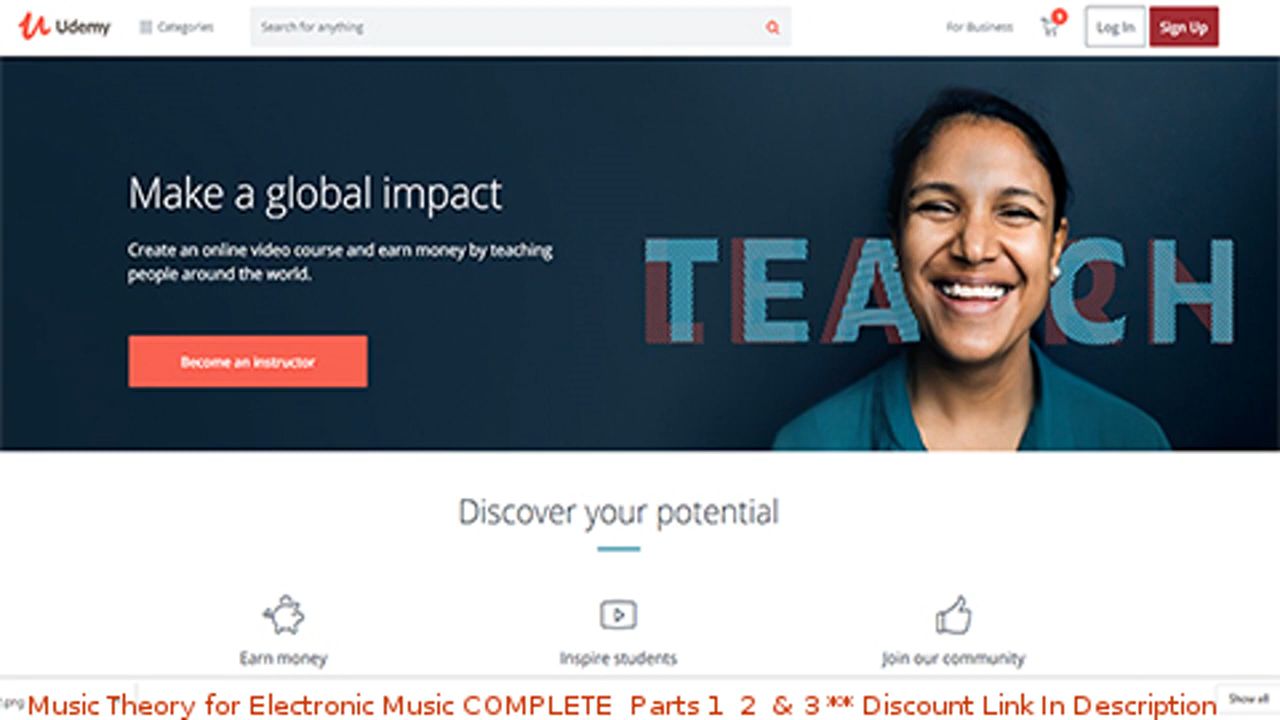 Udemy Categories Search for anything For Business Log In Sign Up
Make a global impact
Create an online video course and earn money by teaching
people around the world.
TEACH
Become an instructor
Discover your potential
Earn money Inspire students Join our community
Show all
Music Theory for Electronic Music COMPLETE Parts 1 2 & 3 ** Discount Link In Description